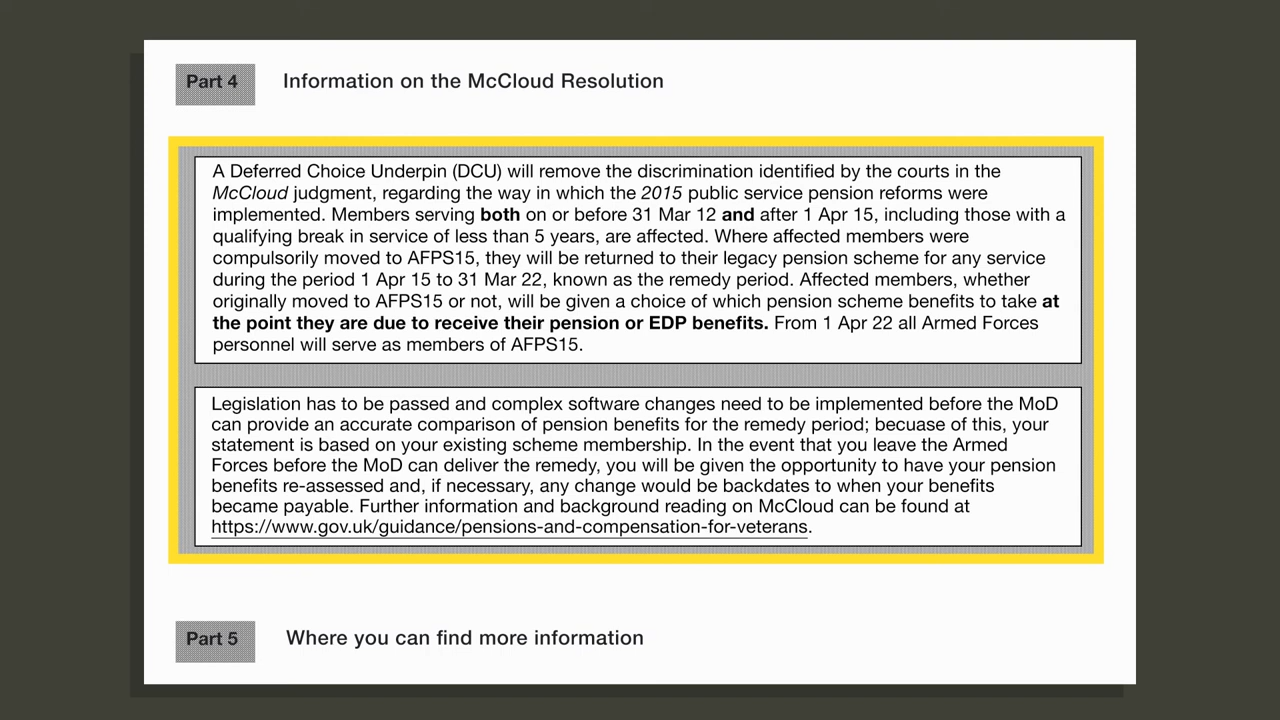 Part 4 Information on the McCloud Resolution
A Deferred Choice Underpin (DCU) will remove the discrimination identified by the courts in the
McCloud judgment, regarding the way in which the 2015 public service pension reforms were
implemented. Members serving both on or before 31 Mar 12 and after 1 Apr 15, including those with a
qualifying break in service of less than 5 years, are affected. Where affected members were
compulsorily moved to AFPS15, they will be returned to their legacy pension scheme for any service
during the period 1 Apr 15 to 31 Mar 22, known as the remedy period. Affected members, whether
originally moved to AFPS15 or not, will be given a choice of which pension scheme benefits to take at
the point they are due to receive their pension or EDP benefits. From 1 Apr 22 all Armed Forces
personnel will serve as members of AFPS15.
Legislation has to be passed and complex software changes need to be implemented before the MoD
can provide an accurate comparison of pension benefits for the remedy period; becuase of this, your
statement is based on your existing scheme membership. In the event that you leave the Armed
Forces before the MoD can deliver the remedy, you will be given the opportunity to have your pension
benefits re-assessed and, if necessary, any change would be backdates to when your benefits
became payable. Further information and background reading on McCloud can be found at
https://www.gov.uk/guidance/pensions-and-compensation-for-veterans.
Part 5 Where you can find more information